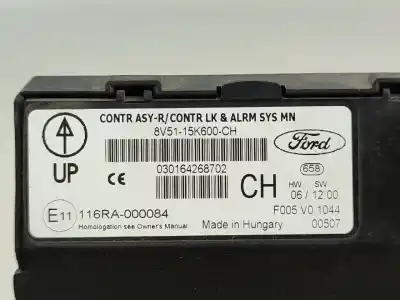 CONTR ASY-R/CONTR LK & ALRM SYS MN
8V51-15K600-CH
Ford
UP
CE
030164268702
CH
658
HW SW
06 / 12:00
E11 116RA-000084
F005 V0 1044
Homologation see Owner's Manual
Made in Hungary
00507